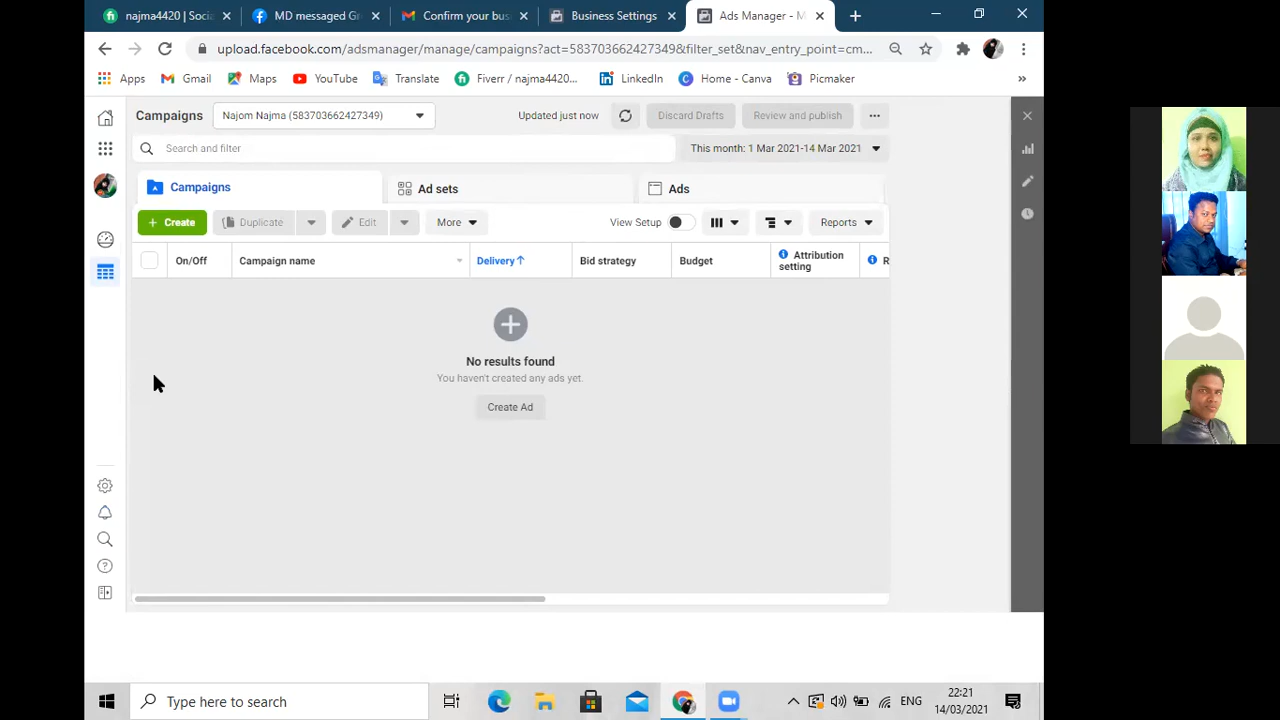 najma4420 | Soci
MD messaged Gr
Confirm your bus
Business Settings
Ads Manager - M
upload.facebook.com/adsmanager/manage/campaigns?act=583703662427349&filter_set&nav_entry_point=cm...
Apps
Gmail
Maps
YouTube
Translate
Fiverr / najma4420...
LinkedIn
Home - Canva
Picmaker
»
Campaigns
Najom Najma (583703662427349)
Updated just now
Discard Drafts
Review and publish
Search and filter
This month: 1 Mar 2021-14 Mar 2021
Campaigns
Ad sets
Ads
+ Create
Duplicate
Edit
More
View Setup
Reports
On/Off
Campaign name
Delivery ↑
Bid strategy
Budget
Attribution
setting
R
No results found
You haven't created any ads yet.
Create Ad
Type here to search
ENG
22:21
14/03/2021